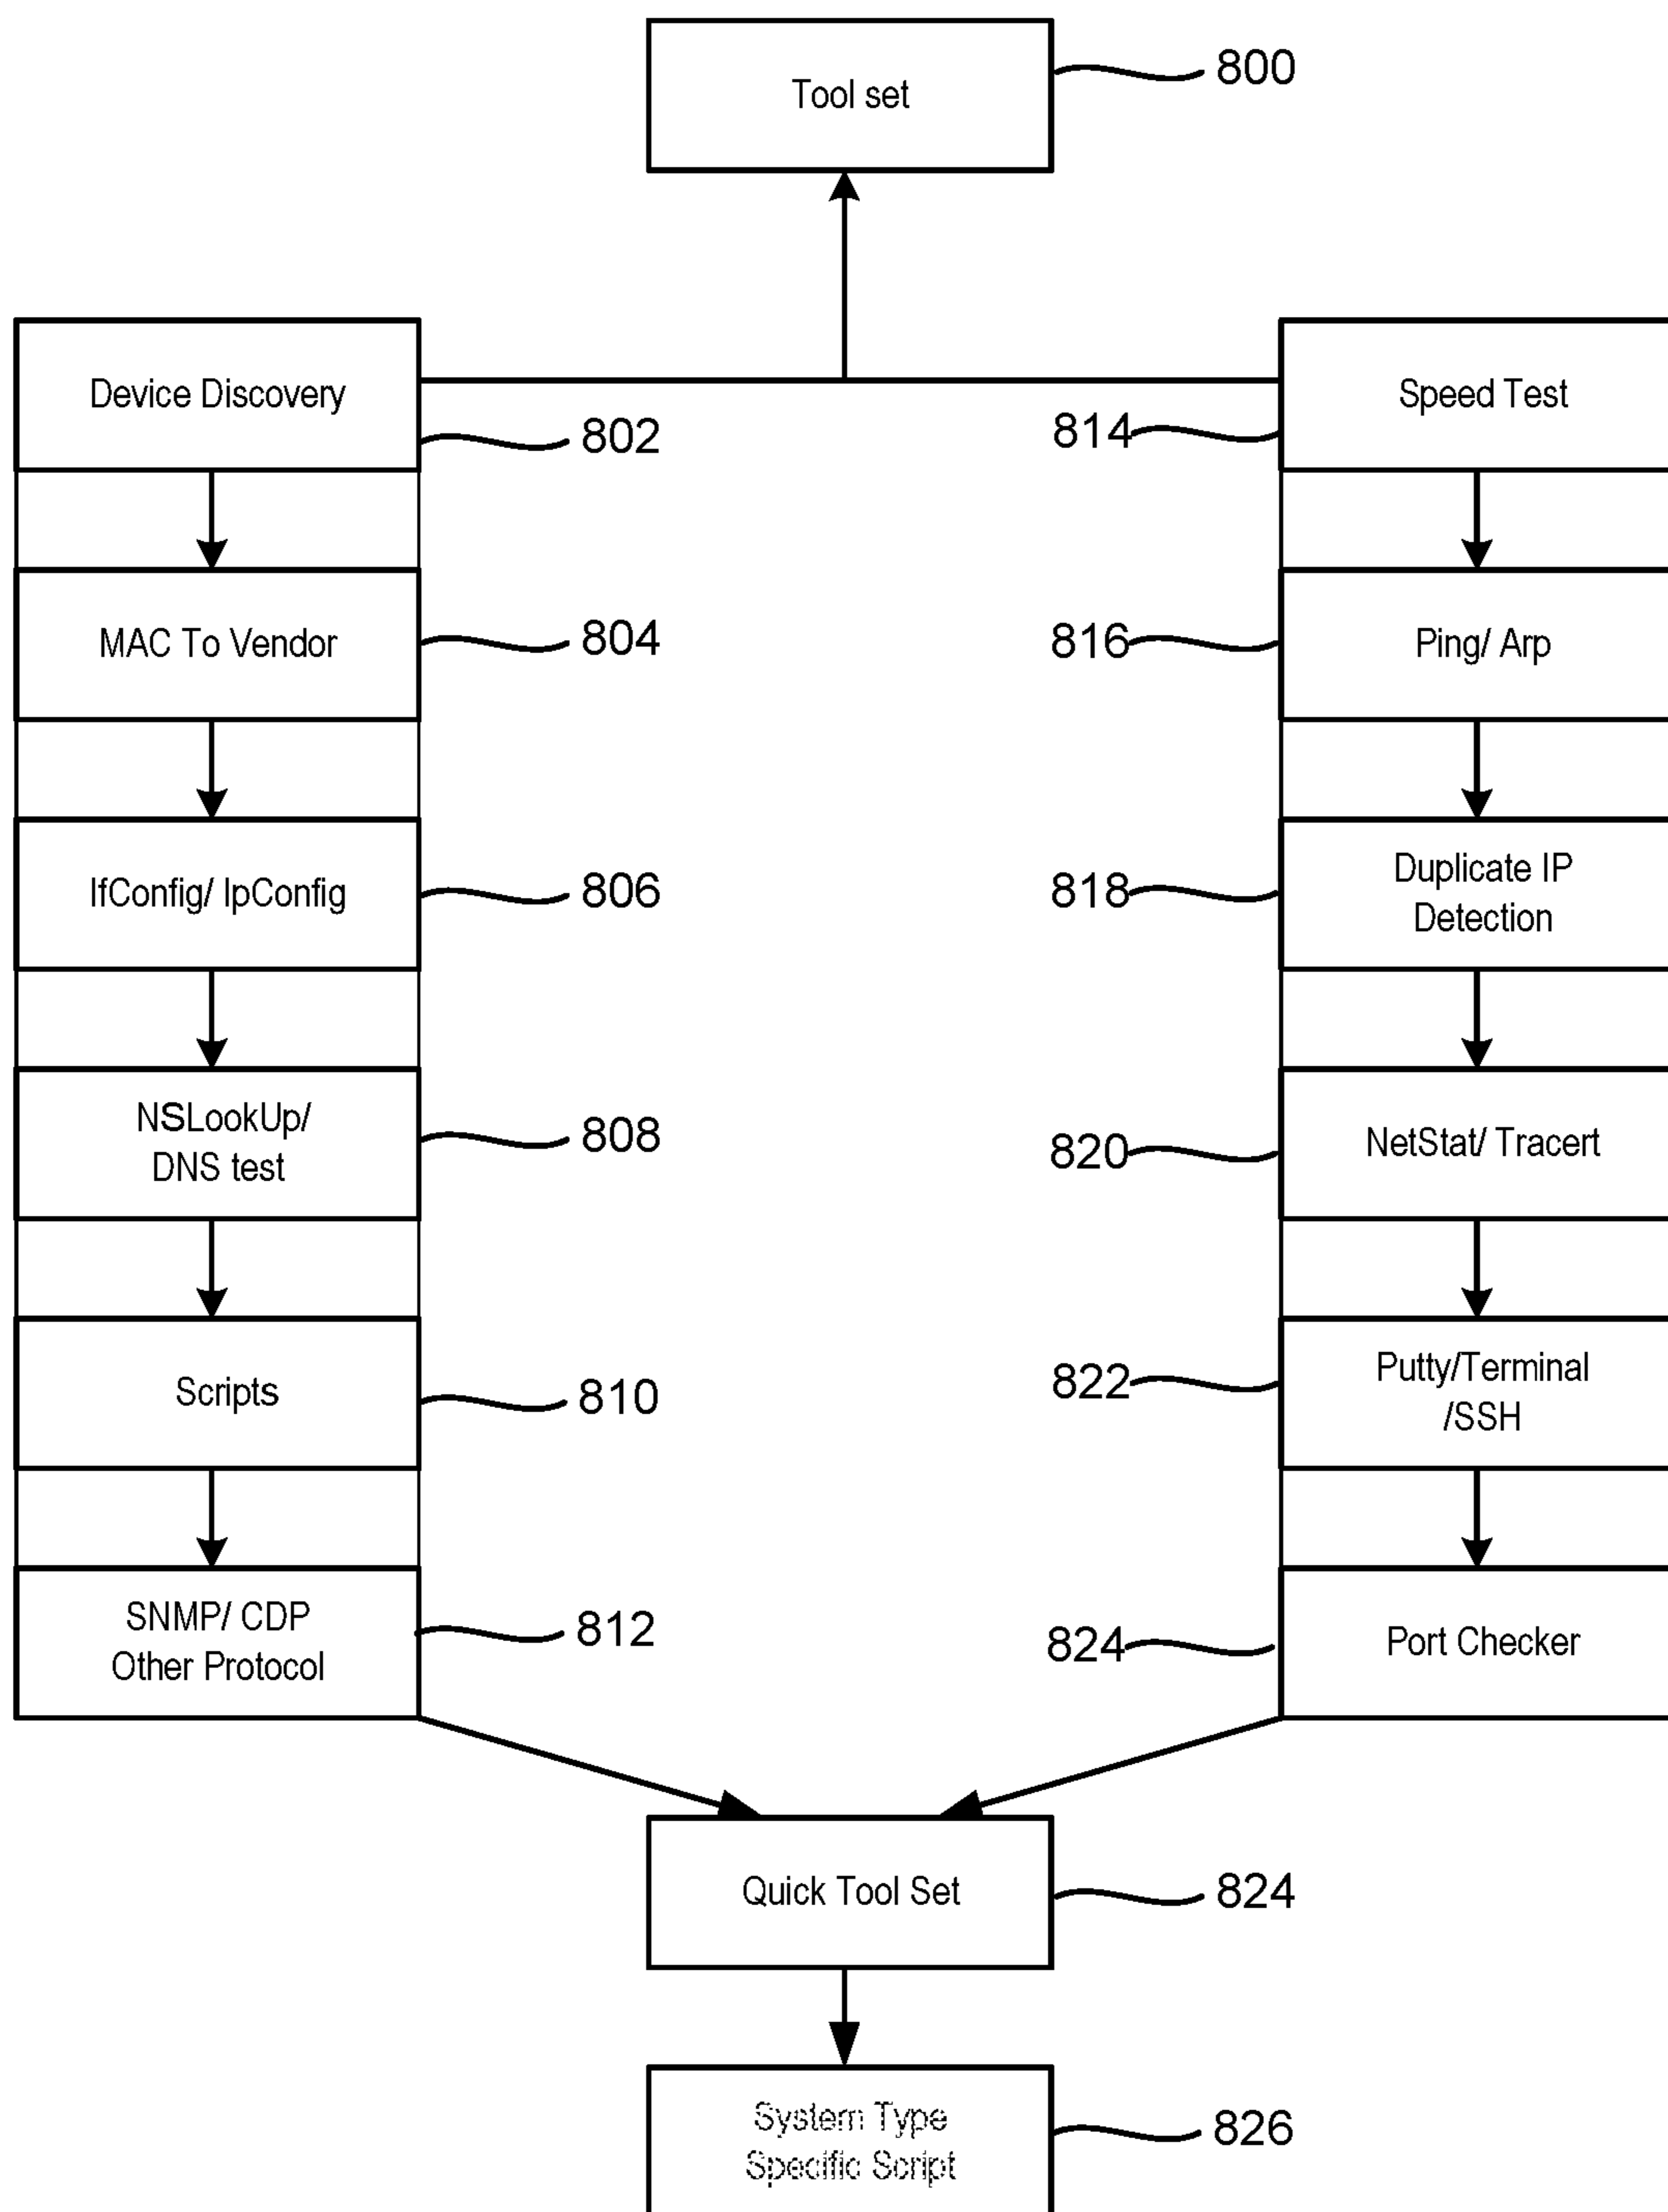 Tool set
800
Device Discovery
802
MAC To Vendor
804
IfConfig/ IpConfig
806
NSLookUp/
DNS test
808
Scripts
810
SNMP/ CDP
Other Protocol
812
Speed Test
814
Ping/ Arp
816
Duplicate IP
Detection
818
NetStat/ Tracert
820
Putty/Terminal
/SSH
822
Port Checker
824
Quick Tool Set
824
System Type
Specific Script
826